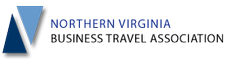 NORTHERN VIRGINIA
BUSINESS TRAVEL ASSOCIATION